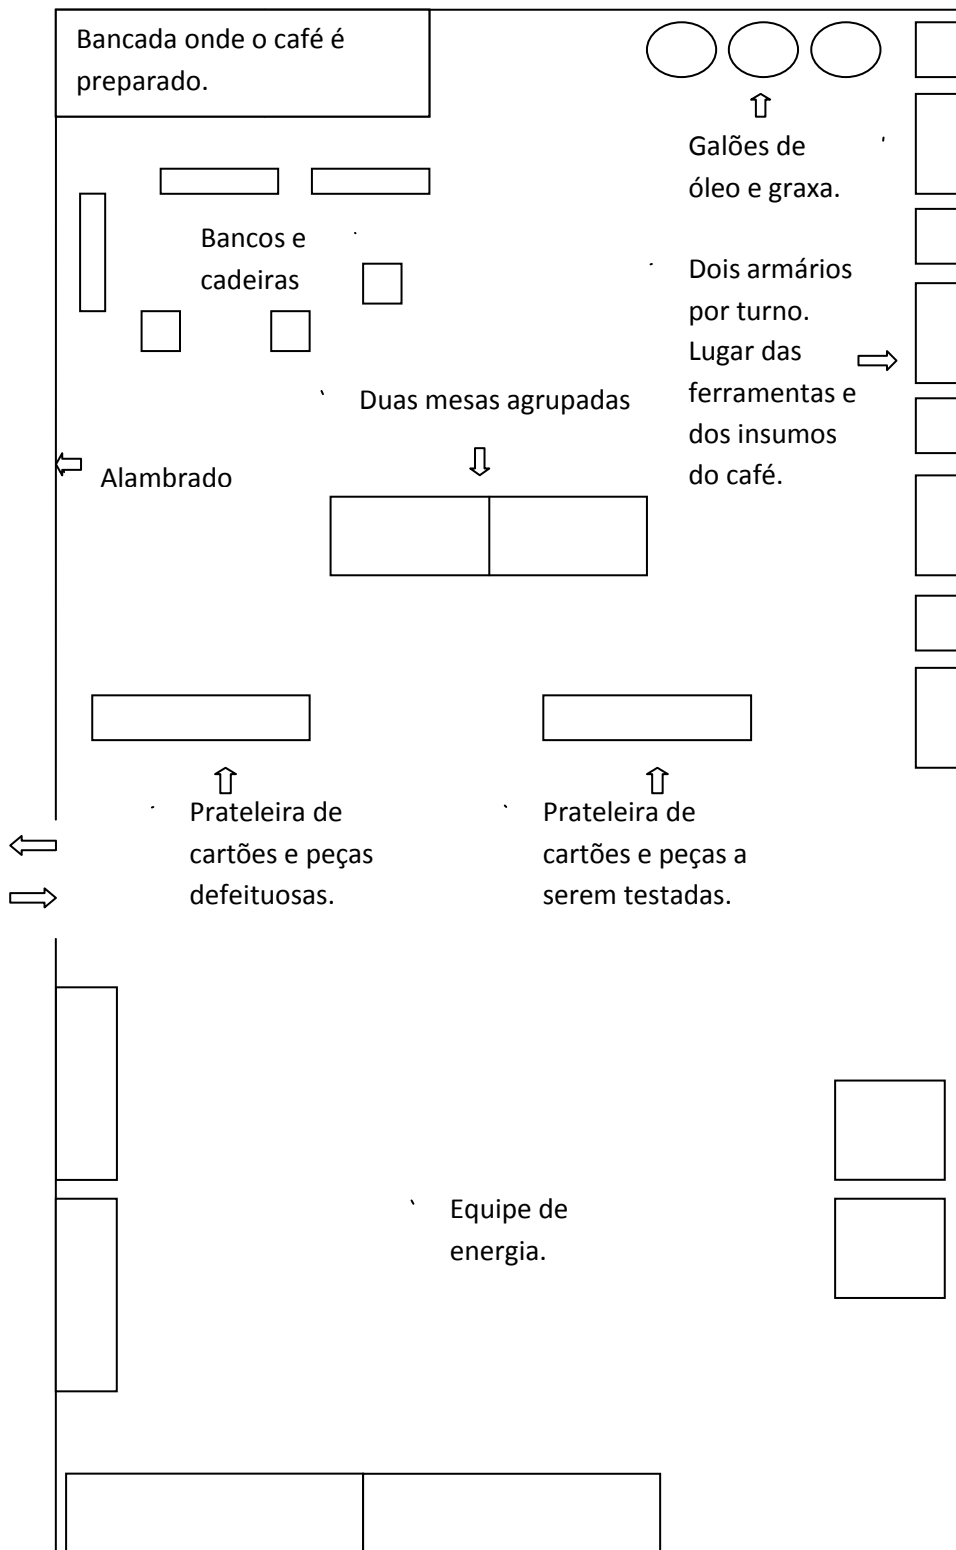 Bancada onde o café é
preparado.
Galões de
óleo e graxa.
Bancos e
cadeiras
Dois armários
por turno.
Lugar das
ferramentas e
dos insumos
do café.
Duas mesas agrupadas
Alambrado
Prateleira de
cartões e peças
defeituosas.
Prateleira de
cartões e peças a
serem testadas.
Equipe de
energia.